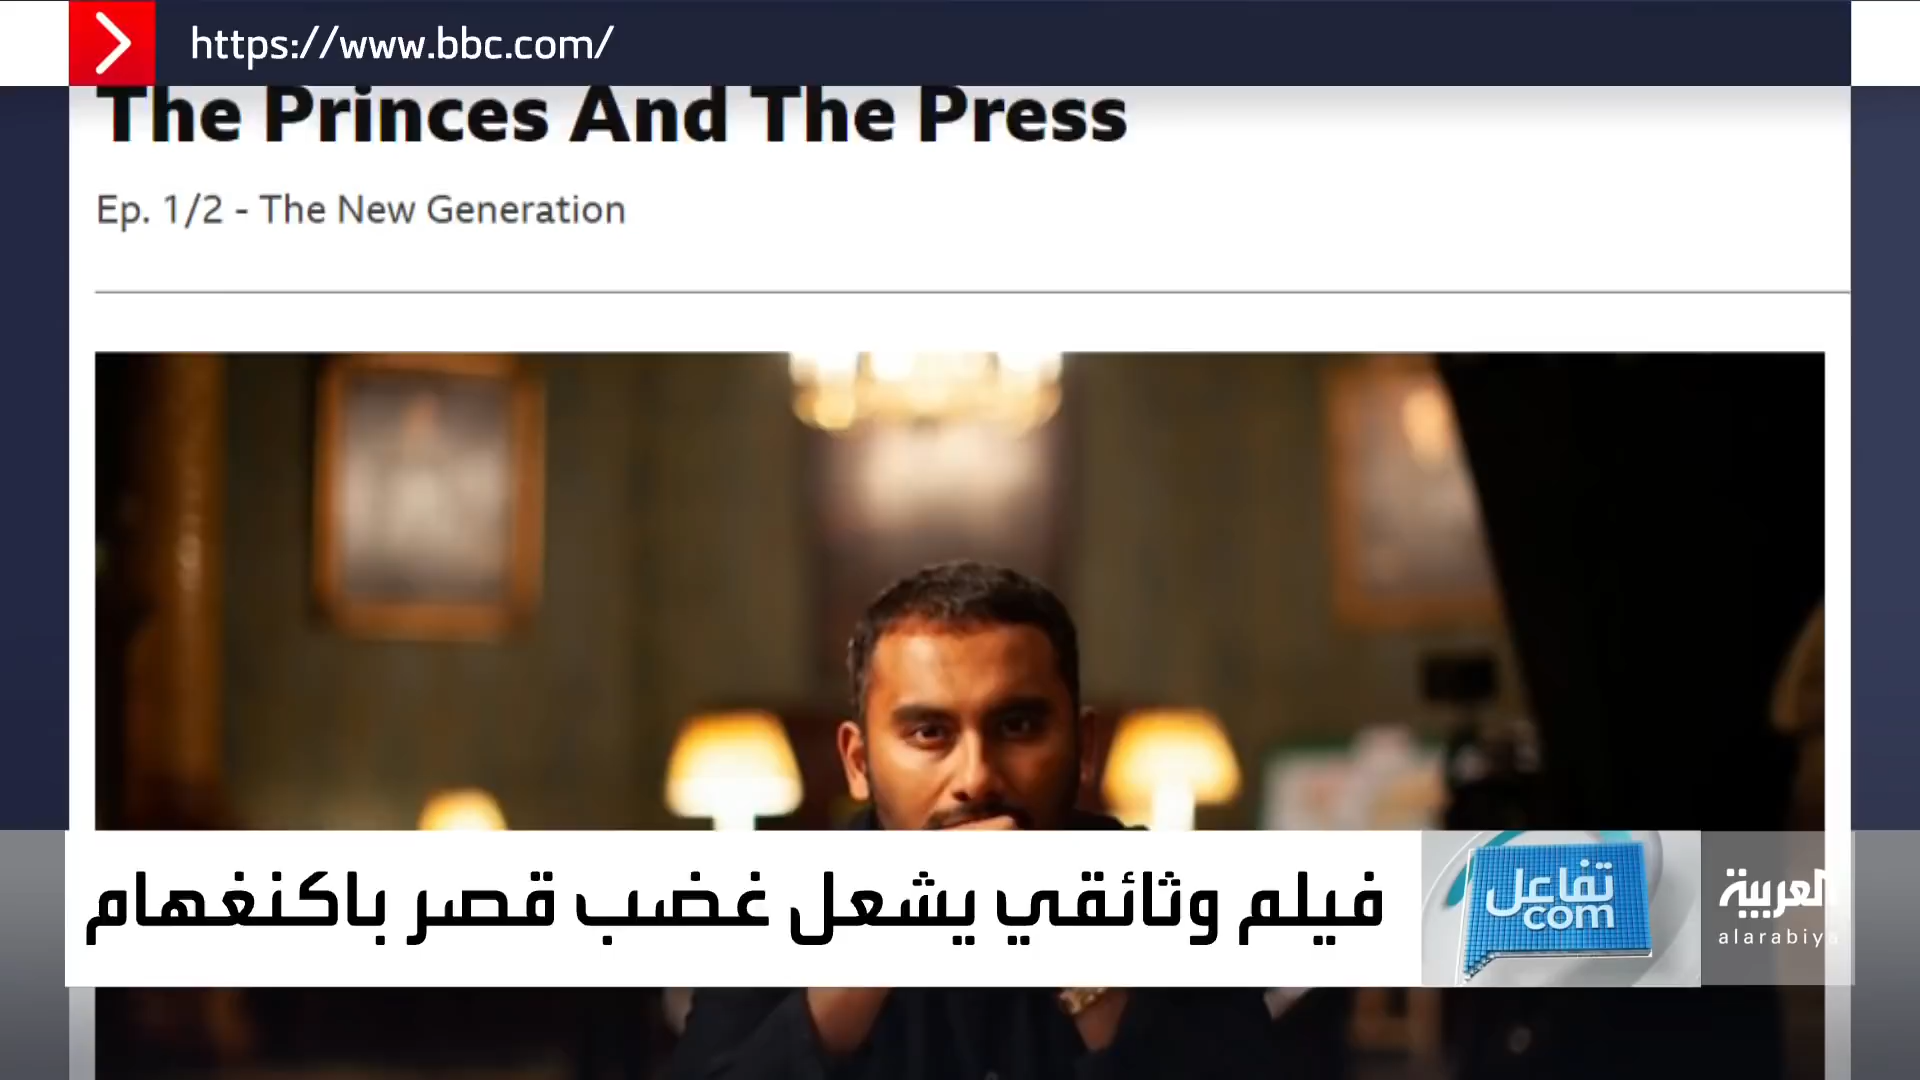 https://www.bbc.com/
The Princes And The Press
Ep. 1/2 - The New Generation
فيلم وثائقي يشعل غضب قصر باكنغهام
تفاعل
com
العربية
alarabiya